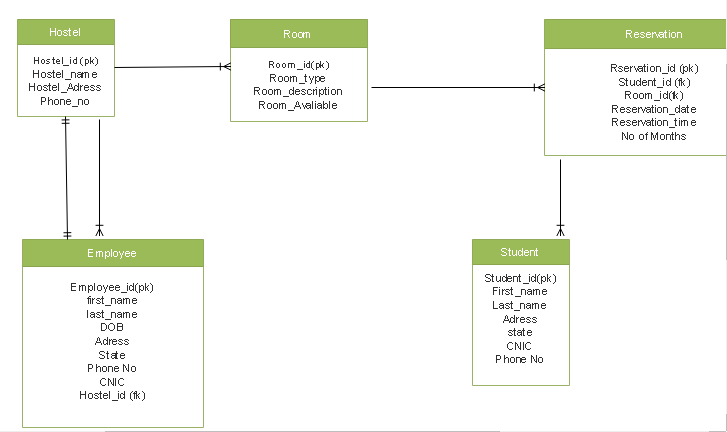 Hostel
Hostel_id (pk)
Hostel_name
Hostel_Adress
Phone_no
Room
Room_id(pk)
Room_type
Room_description
Room_Avaliable
Reservation
Rservation_id (pk)
Student_id (fk)
Room_id(fk)
Reservation_date
Reservation_time
No of Months
Employee
Employee_id(pk)
first_name
last_name
DOB
Adress
State
Phone No
CNIC
Hostel_id (fk)
Student
Student_id(pk)
First_name
Last_name
Adress
state
CNIC
Phone No